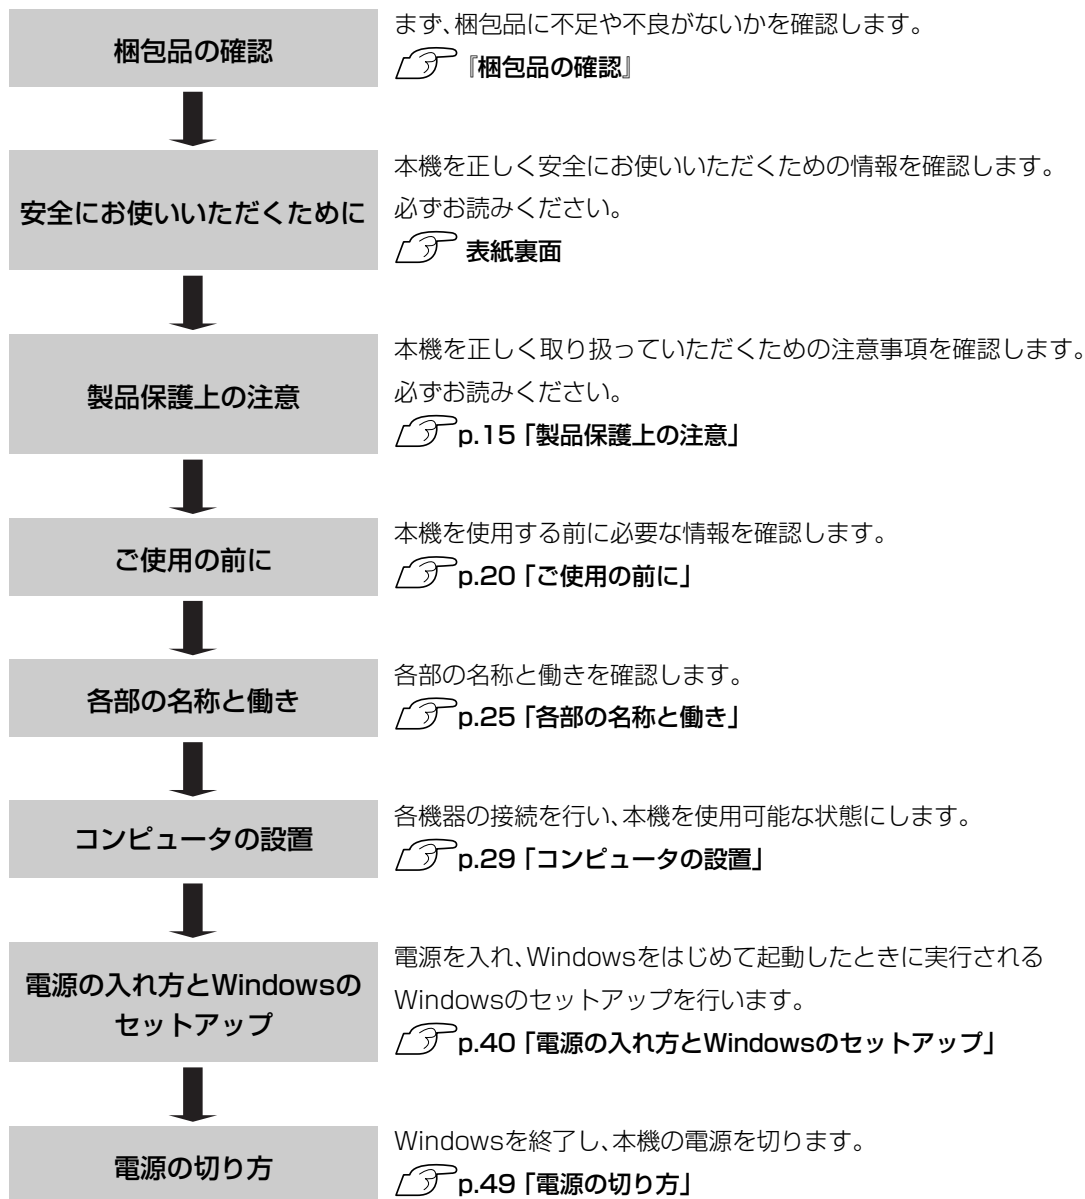 梱包品の確認
まず、梱包品に不足や不良がないかを確認します。
『梱包品の確認』
安全にお使いいただくために
本機を正しく安全にお使いいただくための情報を確認します。
必ずお読みください。
表紙裏面
製品保護上の注意
本機を正しく取り扱っていただくための注意事項を確認します。
必ずお読みください。
p.15「製品保護上の注意」
ご使用の前に
本機を使用する前に必要な情報を確認します。
p.20「ご使用の前に」
各部の名称と働き
各部の名称と働きを確認します。
p.25「各部の名称と働き」
コンピュータの設置
各機器の接続を行い、本機を使用可能な状態にします。
p.29「コンピュータの設置」
電源の入れ方とWindowsの
セットアップ
電源を入れ、Windowsをはじめて起動したときに実行される
Windowsのセットアップを行います。
p.40「電源の入れ方とWindowsのセットアップ」
電源の切り方
Windowsを終了し、本機の電源を切ります。
p.49「電源の切り方」